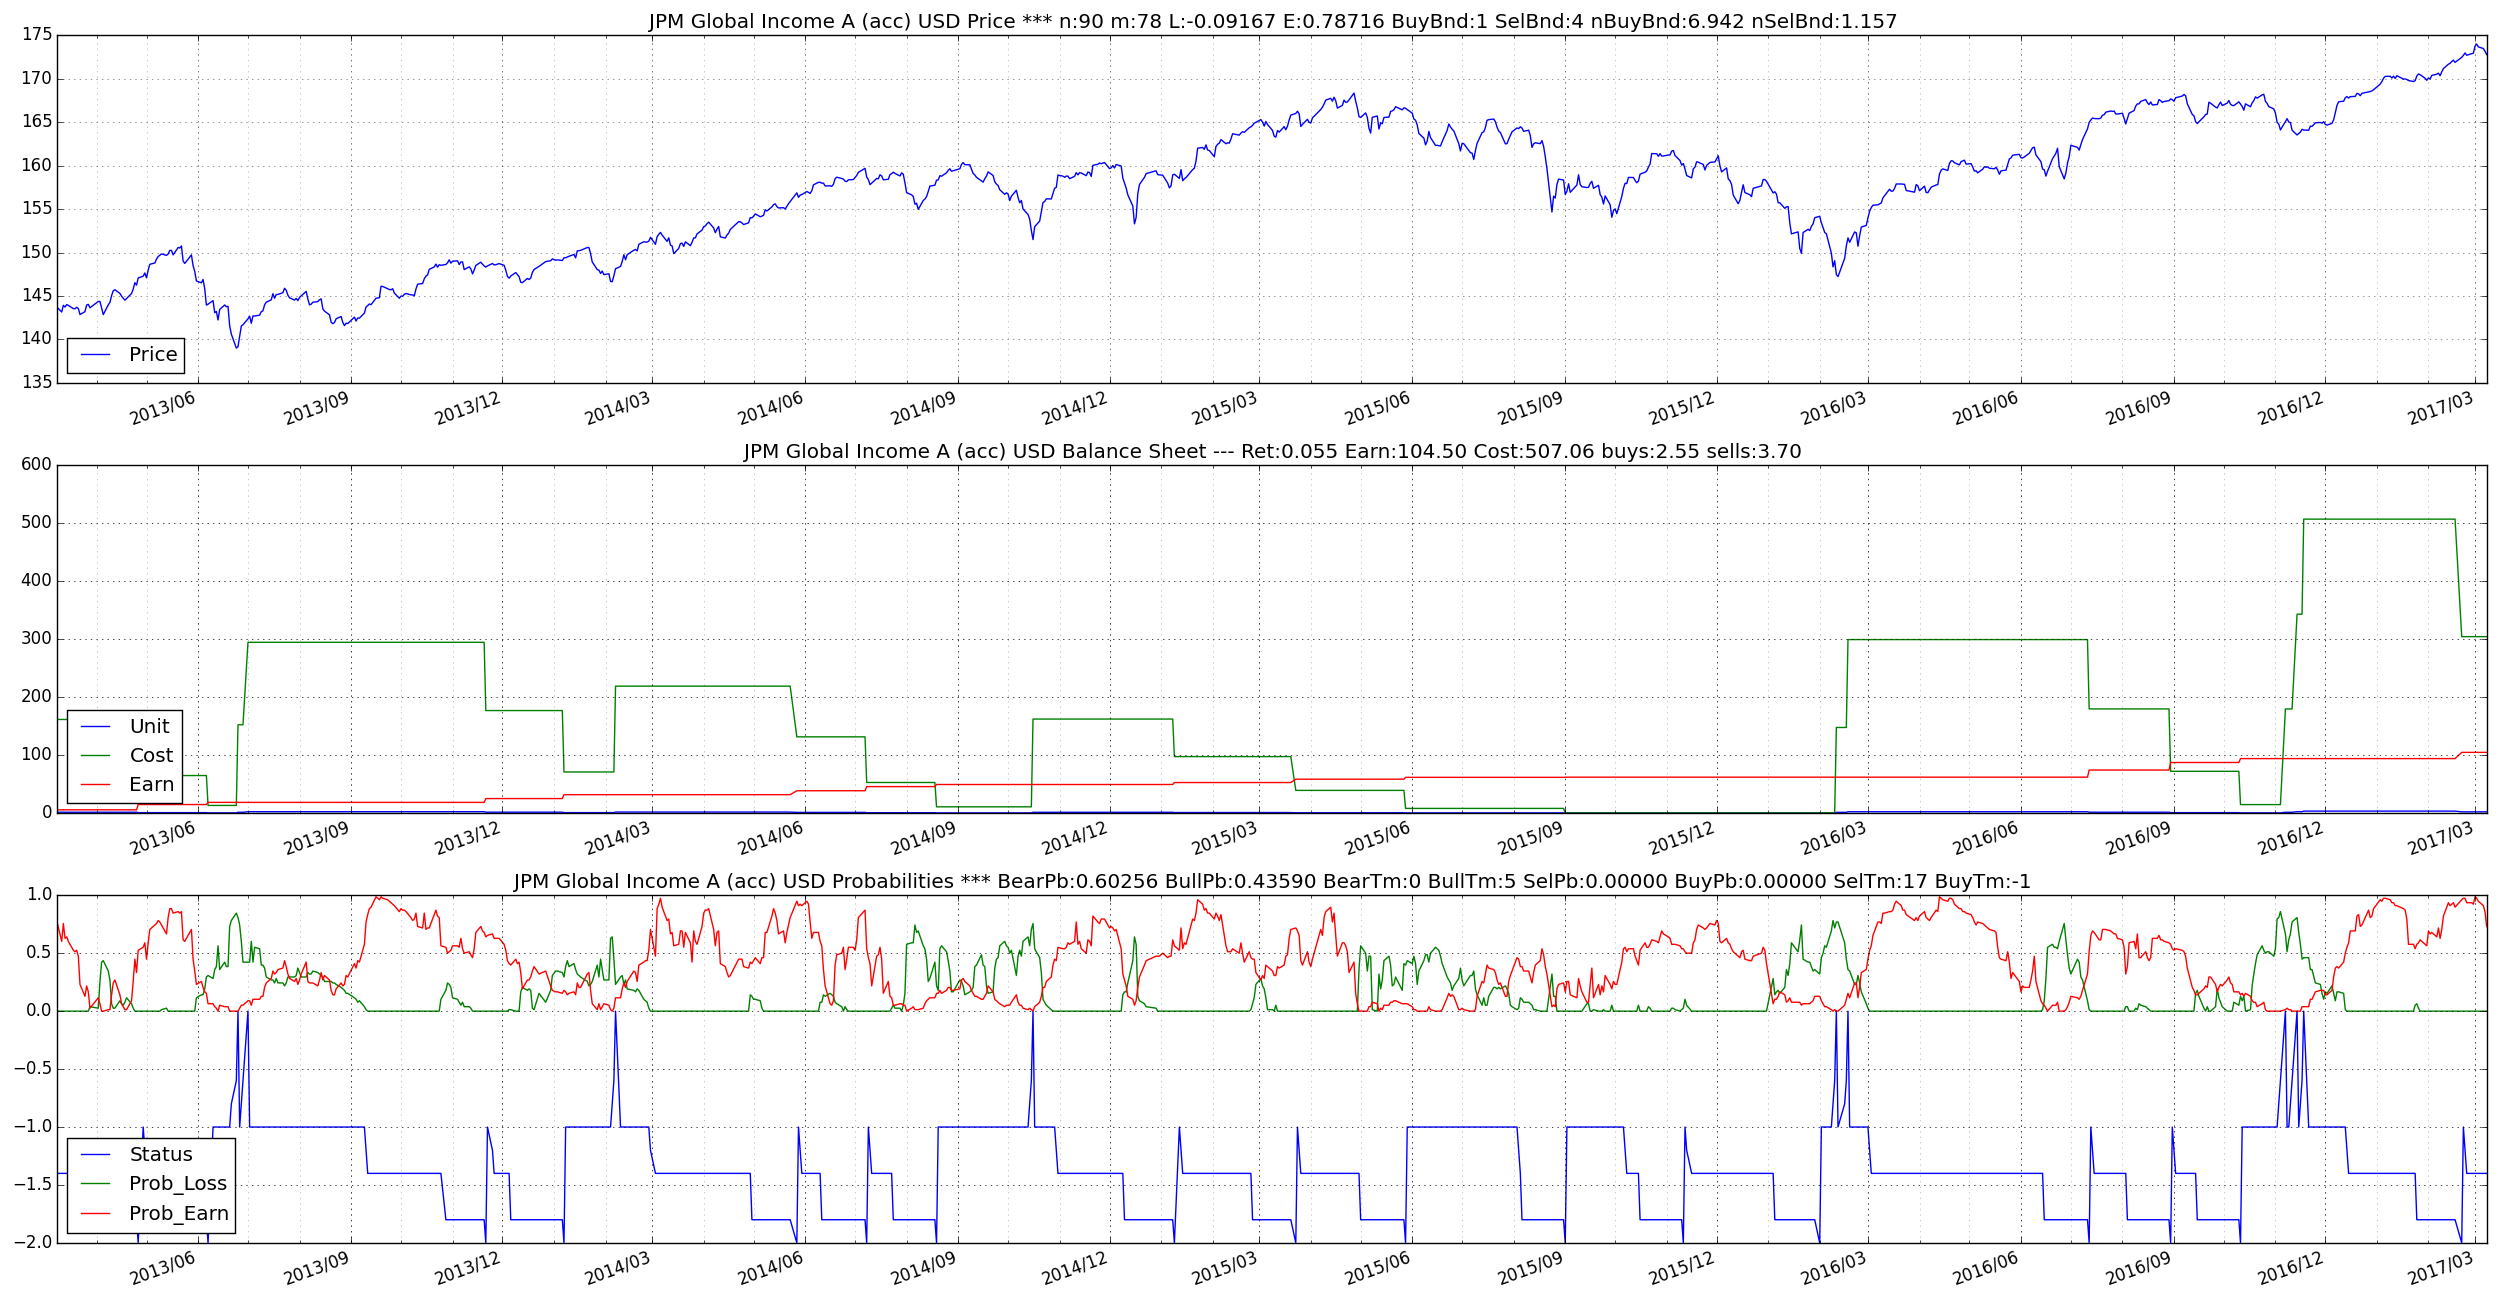 JPM Global Income A (acc) USD Price *** n:90 m:78 L:-0.09167 E:0.78716 BuyBnd:1 SelBnd:4 nBuyBnd:6.942 nSelBnd:1.157
175
170
165
160
155
150
145
140
135
Price
2013/06 2013/09 2013/12 2014/03 2014/06 2014/09 2014/12 2015/03 2015/06 2015/09 2015/12 2016/03 2016/06 2016/09 2016/12 2017/03
JPM Global Income A (acc) USD Balance Sheet --- Ret:0.055 Earn:104.50 Cost:507.06 buys:2.55 sells:3.70
600
500
400
300
200
100
0
Unit
Cost
Earn
2013/06 2013/09 2013/12 2014/03 2014/06 2014/09 2014/12 2015/03 2015/06 2015/09 2015/12 2016/03 2016/06 2016/09 2016/12 2017/03
JPM Global Income A (acc) USD Probabilities *** BearPb:0.60256 BullPb:0.43590 BearTm:0 BullTm:5 SelPb:0.00000 BuyPb:0.00000 SelTm:17 BuyTm:-1
1.0
0.5
0.0
−0.5
−1.0
−1.5
−2.0
Status
Prob_Loss
Prob_Earn
2013/06 2013/09 2013/12 2014/03 2014/06 2014/09 2014/12 2015/03 2015/06 2015/09 2015/12 2016/03 2016/06 2016/09 2016/12 2017/03